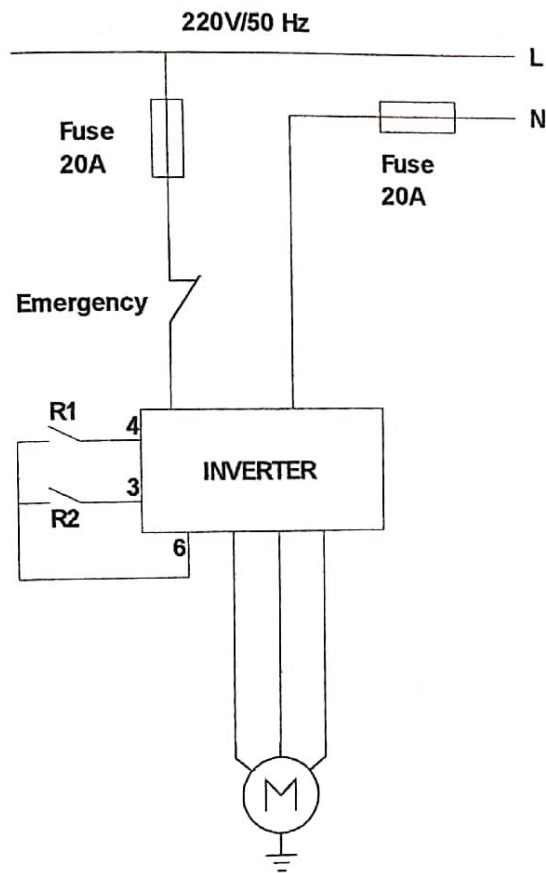 220V/50 Hz
L
N
Fuse
20A
Fuse
20A
Emergency
R1
4
INVERTER
3
R2
6
M